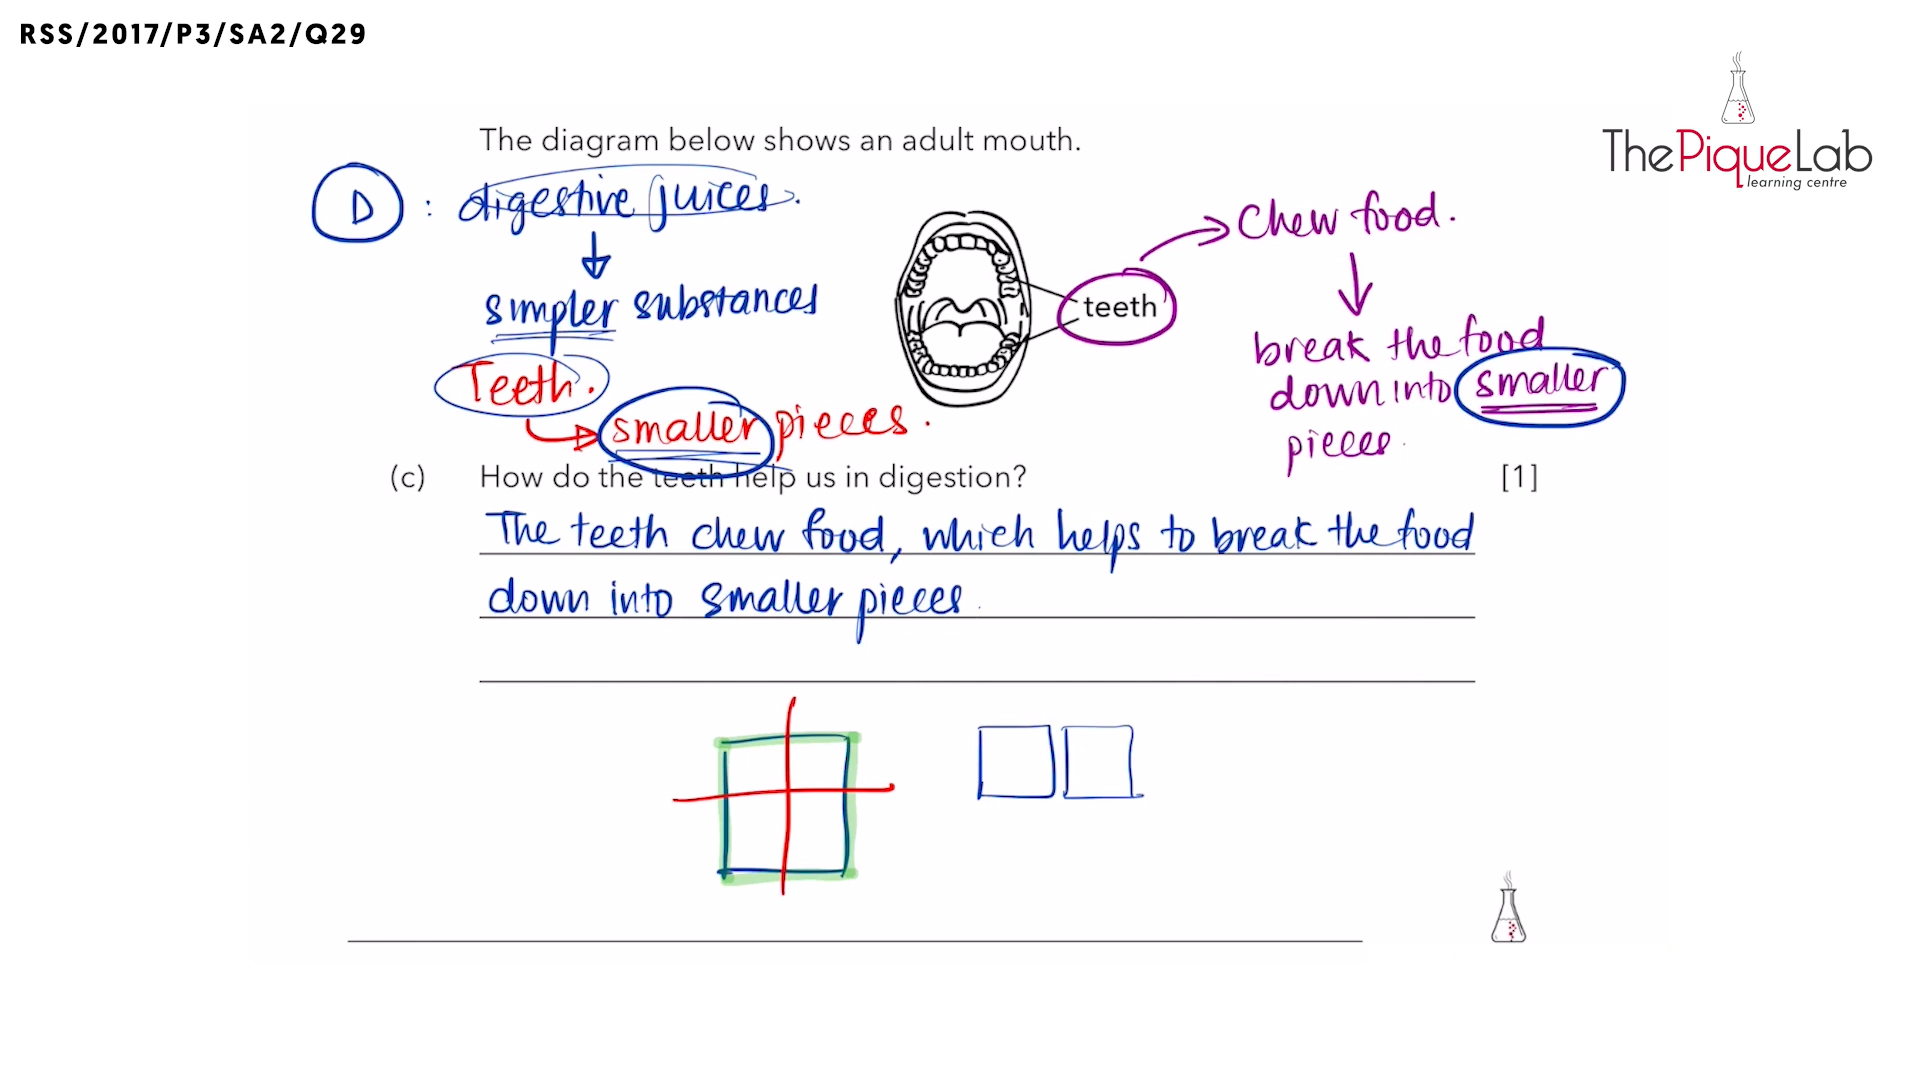 RSS/2017/P3/SA2/Q29
ThePiqueLab
learning centre
The diagram below shows an adult mouth.
D : digestive juices.
simpler substances
Teeth.
smaller pieces.
teeth
Chew food.
break the food
down into smaller
pieces.
(c) How do the teeth help us in digestion? [1]
The teeth chew food, which helps to break the food
down into smaller pieces.